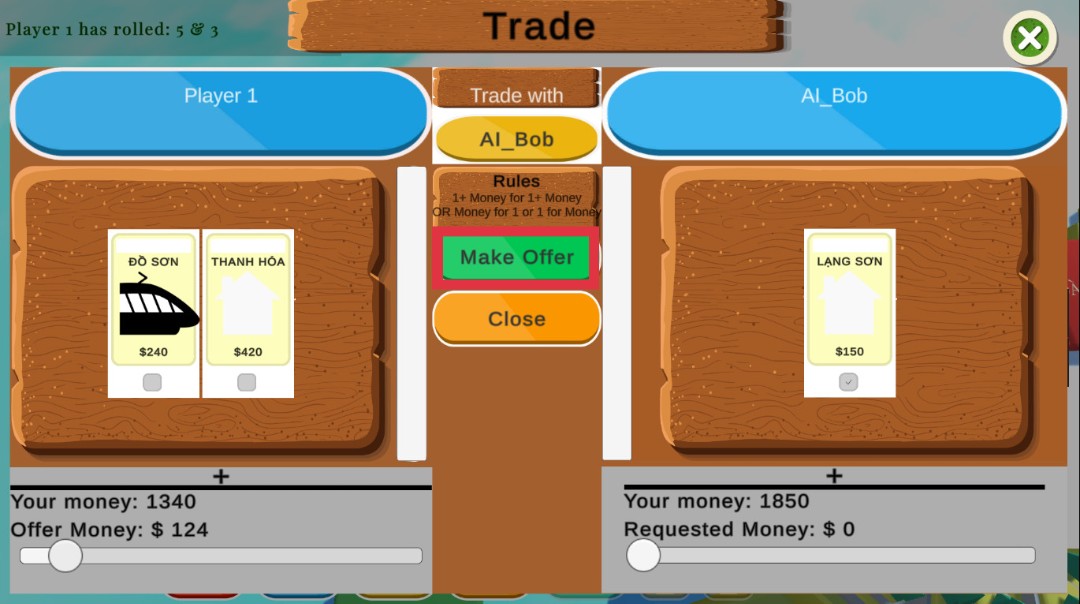 Player 1 has rolled: 5 & 3
Trade
Player 1
Trade with
AI_Bob
AI_Bob
Rules
1+ Money for 1+ Money
OR Money for 1 or 1 for Money
Make Offer
Close
ĐỒ SƠN
$240
THANH HÓA
$420
LẠNG SƠN
$150
+
Your money: 1340
Offer Money: $ 124
+
Your money: 1850
Requested Money: $ 0